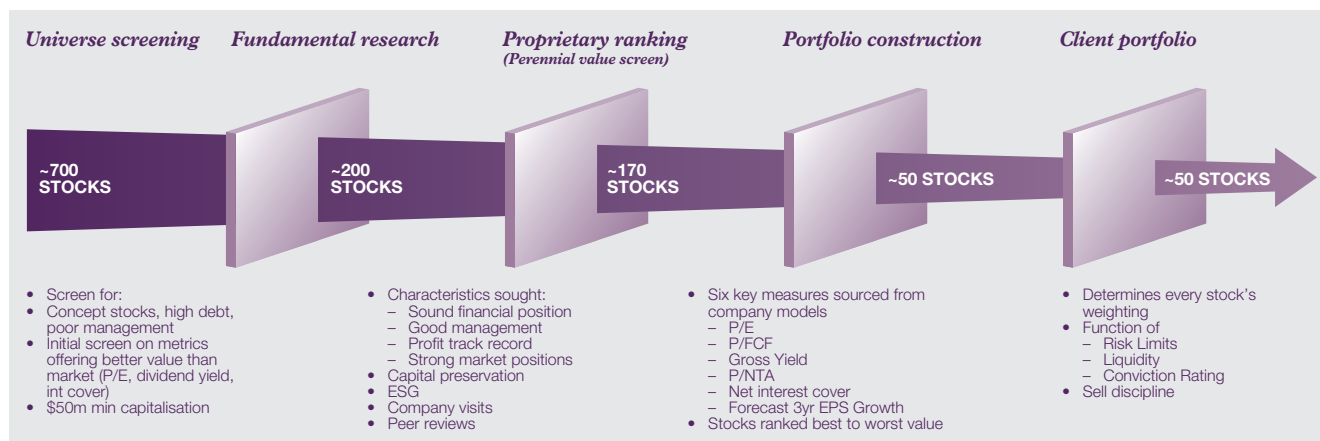 Universe screening
Fundamental research
Proprietary ranking
(Perennial value screen)
Portfolio construction
Client portfolio
~700
STOCKS
~200
STOCKS
~170
STOCKS
~50 STOCKS
~50 STOCKS
• Screen for:
• Concept stocks, high debt,
poor management
• Initial screen on metrics
offering better value than
market (P/E, dividend yield,
int cover)
• $50m min capitalisation
• Characteristics sought:
– Sound financial position
– Good management
– Profit track record
– Strong market positions
• Capital preservation
• ESG
• Company visits
• Peer reviews
• Six key measures sourced from
company models
– P/E
– P/FCF
– Gross Yield
– P/NTA
– Net interest cover
– Forecast 3yr EPS Growth
• Stocks ranked best to worst value
• Determines every stock's
weighting
• Function of
– Risk Limits
– Liquidity
– Conviction Rating
• Sell discipline